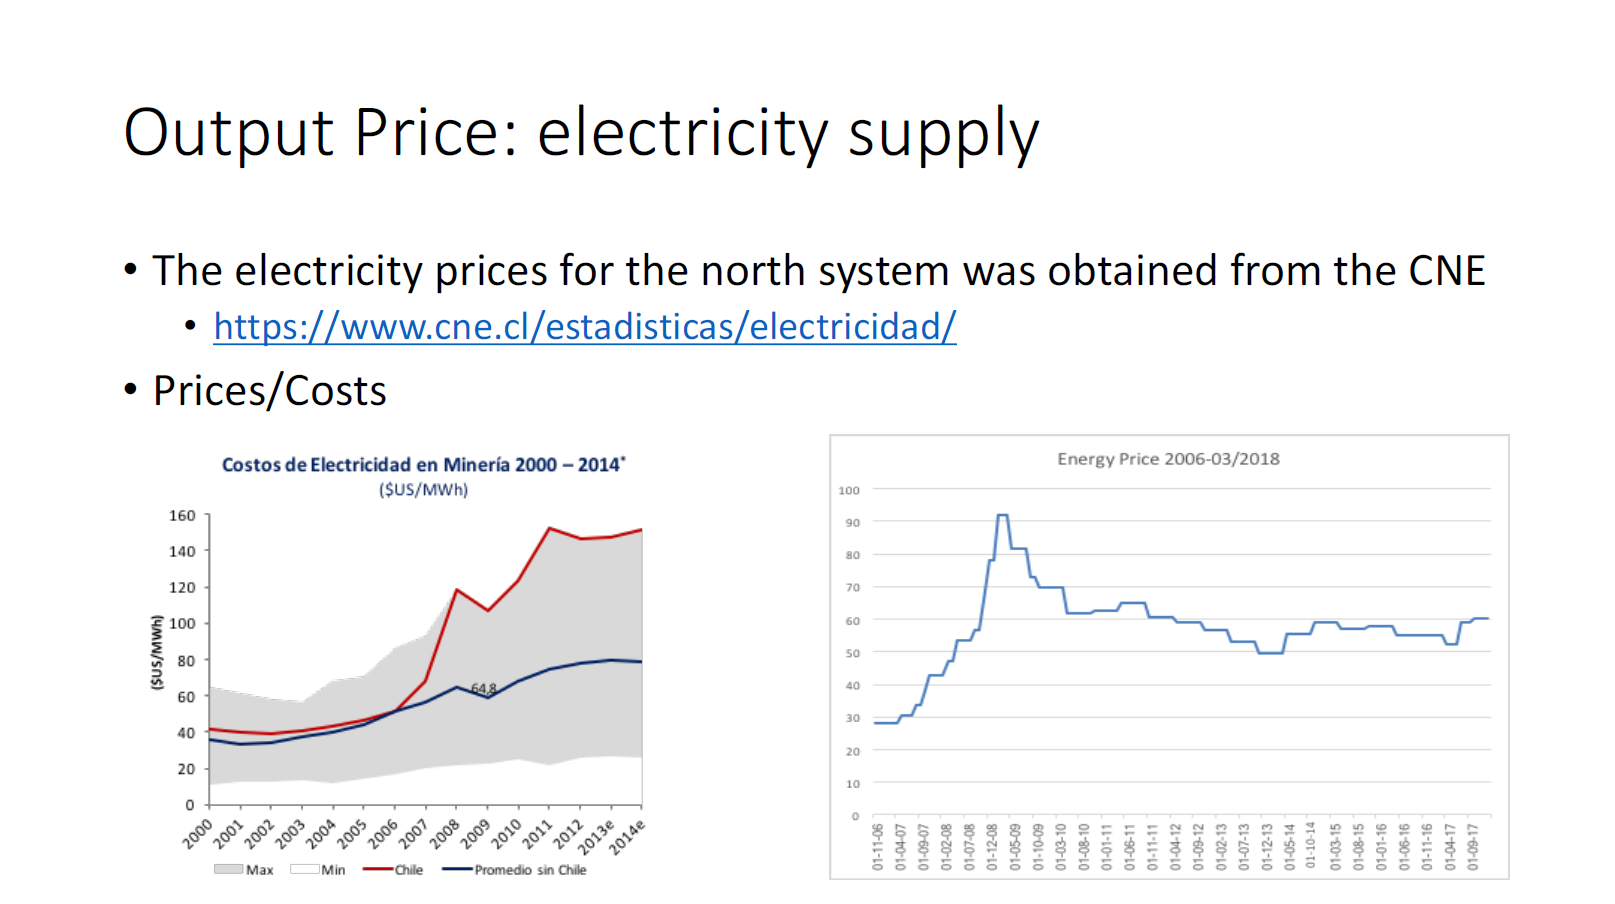 Output Price: electricity supply
• The electricity prices for the north system was obtained from the CNE
• https://www.cne.cl/estadisticas/electricidad/
• Prices/Costs
Costos de Electricidad en Minería 2000 – 2014*
($US/MWh)
($US/MWh)
160
140
120
100
80
60
40
20
0
64,8
2000 2001 2002 2003 2004 2005 2006 2007 2008 2009 2010 2011 2012 2013e 2014e
Max Min Chile Promedio sin Chile
Energy Price 2006-03/2018
100
90
80
70
60
50
40
30
20
10
0
01-11-06 01-04-07 01-09-07 01-02-08 01-07-08 01-12-08 01-05-09 01-10-09 01-03-10 01-08-10 01-01-11 01-06-11 01-11-11 01-04-12 01-09-12 01-02-13 01-07-13 01-12-13 01-05-14 01-10-14 01-03-15 01-08-15 01-01-16 01-06-16 01-11-16 01-04-17 01-09-17